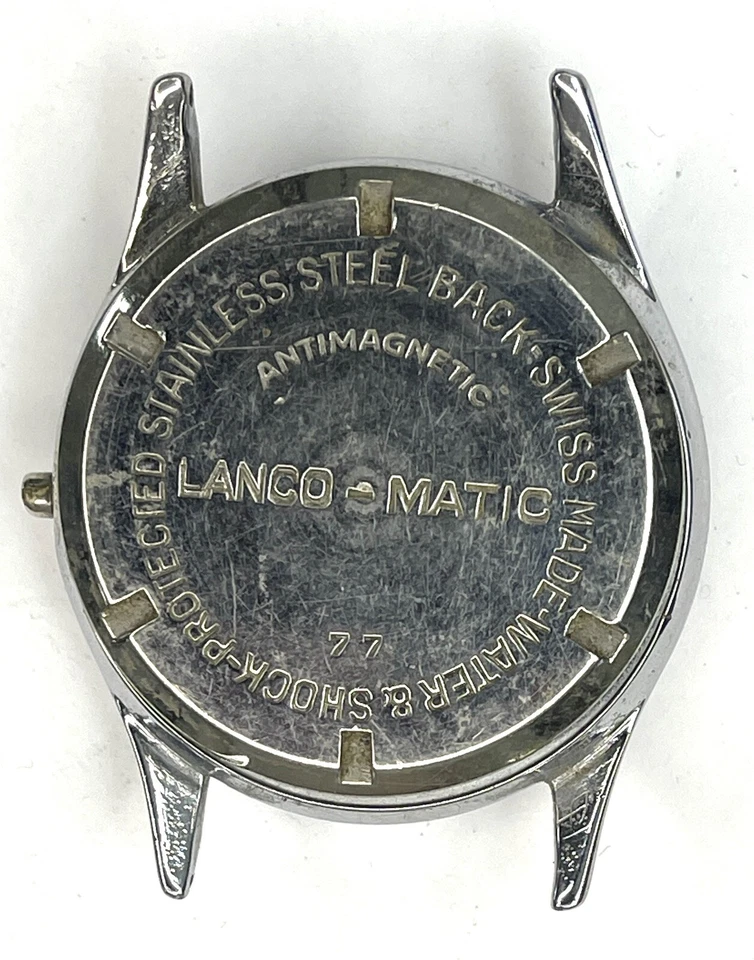 STAINLESS STEEL BACK-SWISS MADE-WATER & SHOCK-PROTECTED
ANTIMAGNETIC
LANCO-MATIC
77